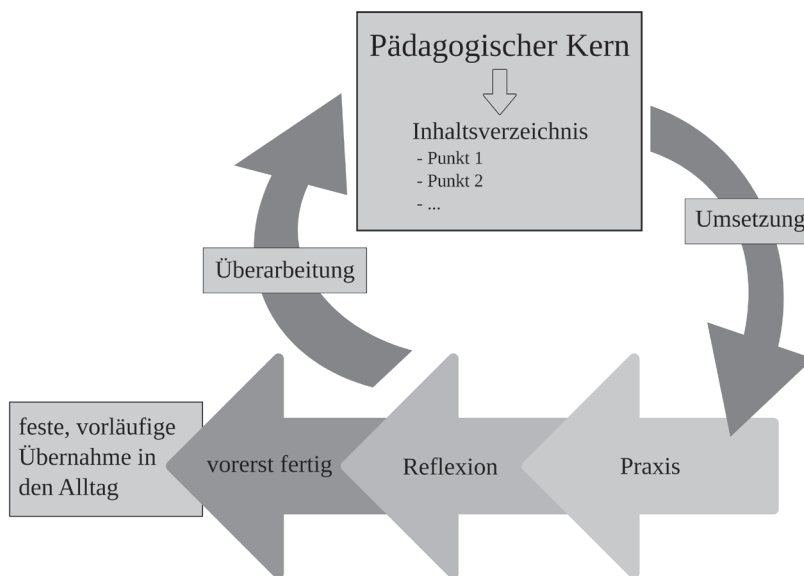 Pädagogischer Kern
Inhaltsverzeichnis
- Punkt 1
- Punkt 2
- ...
Umsetzung
Überarbeitung
Praxis
Reflexion
vorerst fertig
feste, vorläufige
Übernahme in
den Alltag